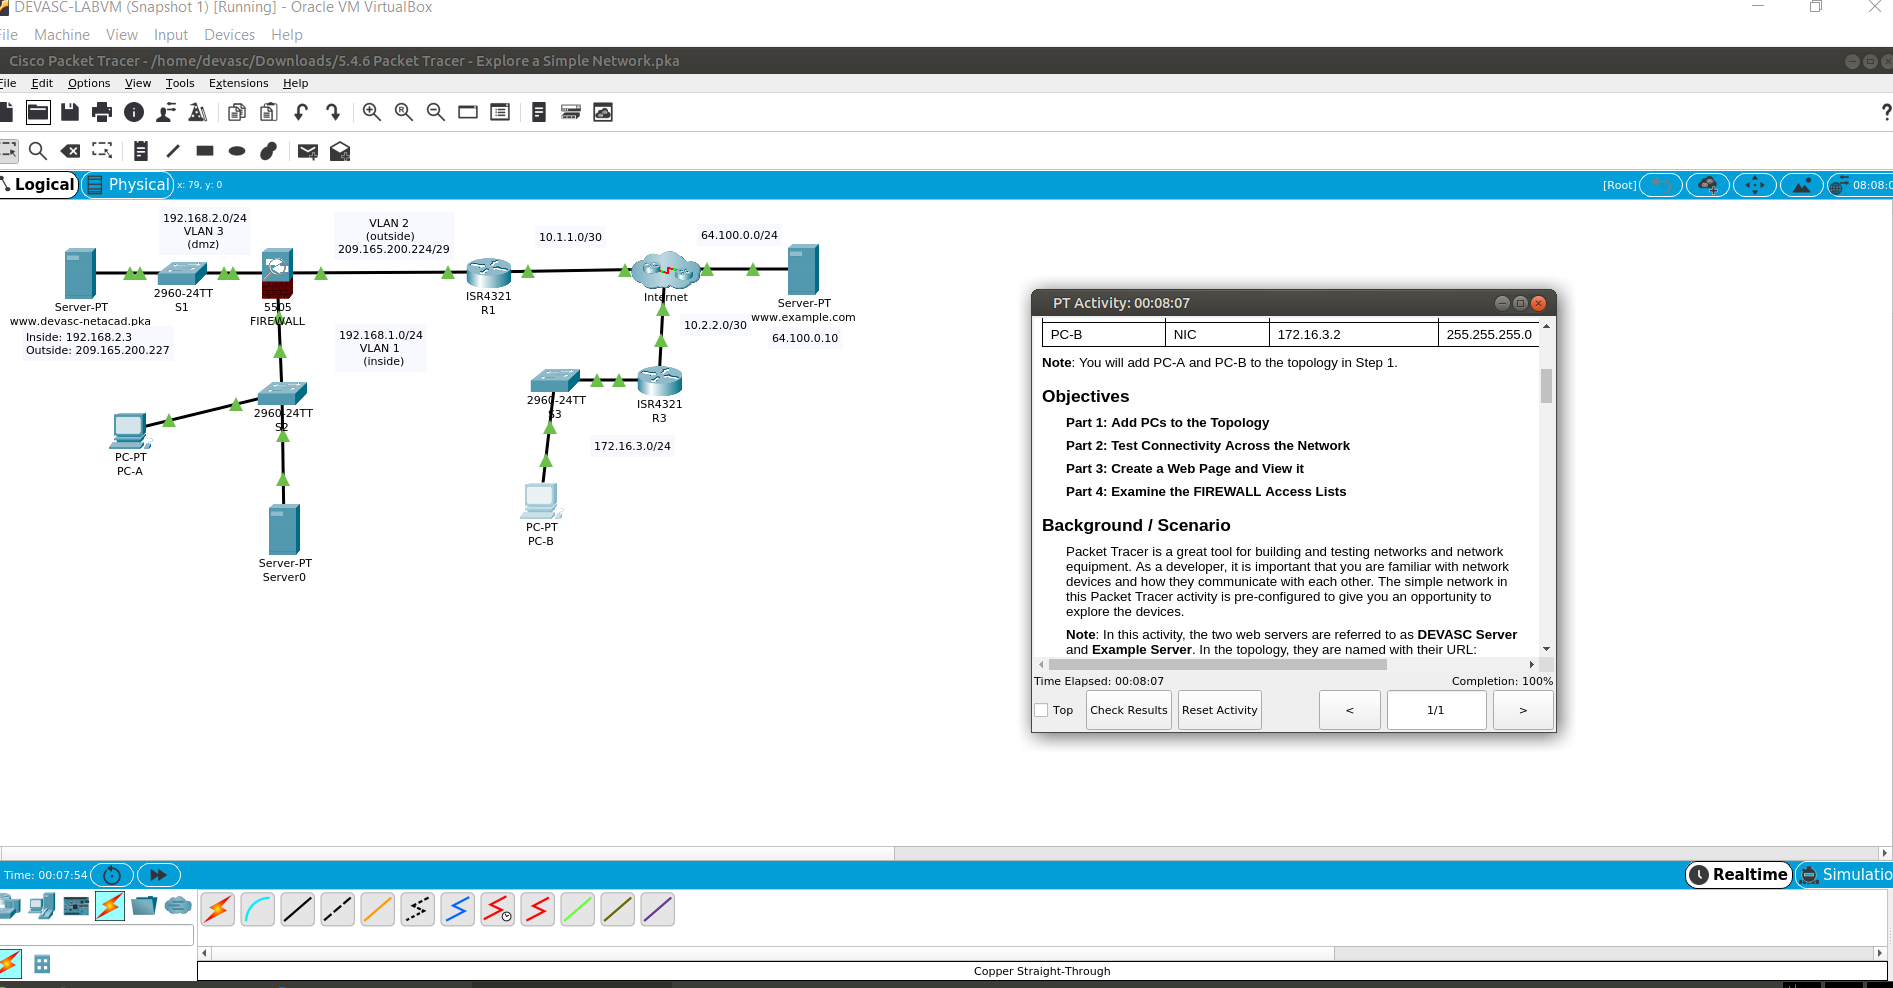 DEVASC-LABVM (Snapshot 1) [Running] - Oracle VM VirtualBox
File Machine View Input Devices Help
Cisco Packet Tracer - /home/devasc/Downloads/5.4.6 Packet Tracer - Explore a Simple Network.pka
File Edit Options View Tools Extensions Help
?
Logical Physical x: 79, y: 0 [Root] 08:08:0
192.168.2.0/24
VLAN 3
(dmz)
VLAN 2
(outside)
209.165.200.224/29
10.1.1.0/30
64.100.0.0/24
Server-PT
www.devasc-netacad.pka
Inside: 192.168.2.3
Outside: 209.165.200.227
2960-24TT
S1
5505
FIREWALL
ISR4321
R1
Internet
Server-PT
www.example.com
64.100.0.10
192.168.1.0/24
VLAN 1
(inside)
10.2.2.0/30
2960-24TT
S2
2960-24TT
S3
ISR4321
R3
172.16.3.0/24
PC-PT
PC-A
PC-PT
PC-B
Server-PT
Server0
PT Activity: 00:08:07
PC-B NIC 172.16.3.2 255.255.255.0
Note: You will add PC-A and PC-B to the topology in Step 1.
Objectives
Part 1: Add PCs to the Topology
Part 2: Test Connectivity Across the Network
Part 3: Create a Web Page and View it
Part 4: Examine the FIREWALL Access Lists
Background / Scenario
Packet Tracer is a great tool for building and testing networks and network
equipment. As a developer, it is important that you are familiar with network
devices and how they communicate with each other. The simple network in
this Packet Tracer activity is pre-configured to give you an opportunity to
explore the devices.
Note: In this activity, the two web servers are referred to as DEVASC Server
and Example Server. In the topology, they are named with their URL:
Time Elapsed: 00:08:07 Completion: 100%
Top Check Results Reset Activity < 1/1 >
Time: 00:07:54 Realtime Simulatio
Copper Straight-Through